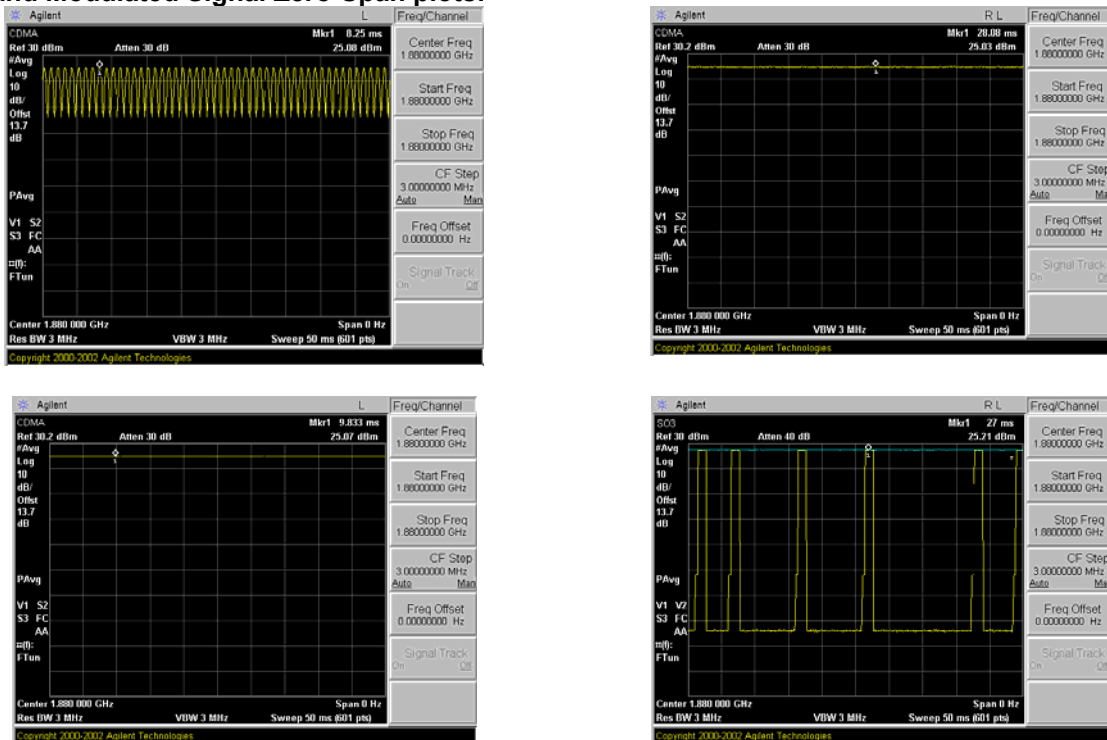 and Modulated Signal Zero Span plots:
Agilent L Freq/Channel
CDMA Mkr1 8.25 ms
Ref 30 dBm Atten 30 dB 25.08 dBm
#Avg
Log
10
dB/
Offst
13.7
dB
PAvg
V1 S2
S3 FC
AA
¤(f):
FTun
Center 1.880 000 GHz Span 0 Hz
Res BW 3 MHz VBW 3 MHz Sweep 50 ms (601 pts)
Copyright 2000-2002 Agilent Technologies
Center Freq
1.88000000 GHz
Start Freq
1.88000000 GHz
Stop Freq
1.88000000 GHz
CF Step
3.00000000 MHz
Auto Man
Freq Offset
0.00000000 Hz
Signal Track
On Off
Agilent R L Freq/Channel
CDMA Mkr1 28.08 ms
Ref 30.2 dBm Atten 30 dB 25.03 dBm
#Avg
Log
10
dB/
Offst
13.7
dB
PAvg
V1 S2
S3 FC
AA
¤(f):
FTun
1
Center 1.880 000 GHz Span 0 Hz
Res BW 3 MHz VBW 3 MHz Sweep 50 ms (601 pts)
Copyright 2000-2002 Agilent Technologies
Center Freq
1.88000000 GHz
Start Freq
1.88000000 GHz
Stop Freq
1.88000000 GHz
CF Step
3.00000000 MHz
Auto Ma
Freq Offset
0.00000000 Hz
Signal Track
On O
Agilent L Freq/Channel
CDMA Mkr1 9.833 ms
Ref 30.2 dBm Atten 30 dB 25.07 dBm
#Avg
Log
10
dB/
Offst
13.7
dB
PAvg
V1 S2
S3 FC
AA
¤(f):
FTun
1
Center 1.880 000 GHz Span 0 Hz
Res BW 3 MHz VBW 3 MHz Sweep 50 ms (601 pts)
Copyright 2000-2002 Agilent Technologies
Center Freq
1.88000000 GHz
Start Freq
1.88000000 GHz
Stop Freq
1.88000000 GHz
CF Step
3.00000000 MHz
Auto Man
Freq Offset
0.00000000 Hz
Signal Track
On Off
Agilent R L Freq/Channel
SO3 Mkr1 27 ms
Ref 30 dBm Atten 40 dB 25.21 dBm
#Avg
Log
10
dB/
Offst
13.7
dB
PAvg
V1 V2
S3 FC
AA
¤(f):
FTun
1
Center 1.880 000 GHz Span 0 Hz
Res BW 3 MHz VBW 3 MHz Sweep 50 ms (601 pts)
Copyright 2000-2002 Agilent Technologies
Center Freq
1.88000000 GHz
Start Freq
1.88000000 GHz
Stop Freq
1.88000000 GHz
CF Step
3.00000000 MHz
Auto Ma
Freq Offset
0.00000000 Hz
Signal Track
On O